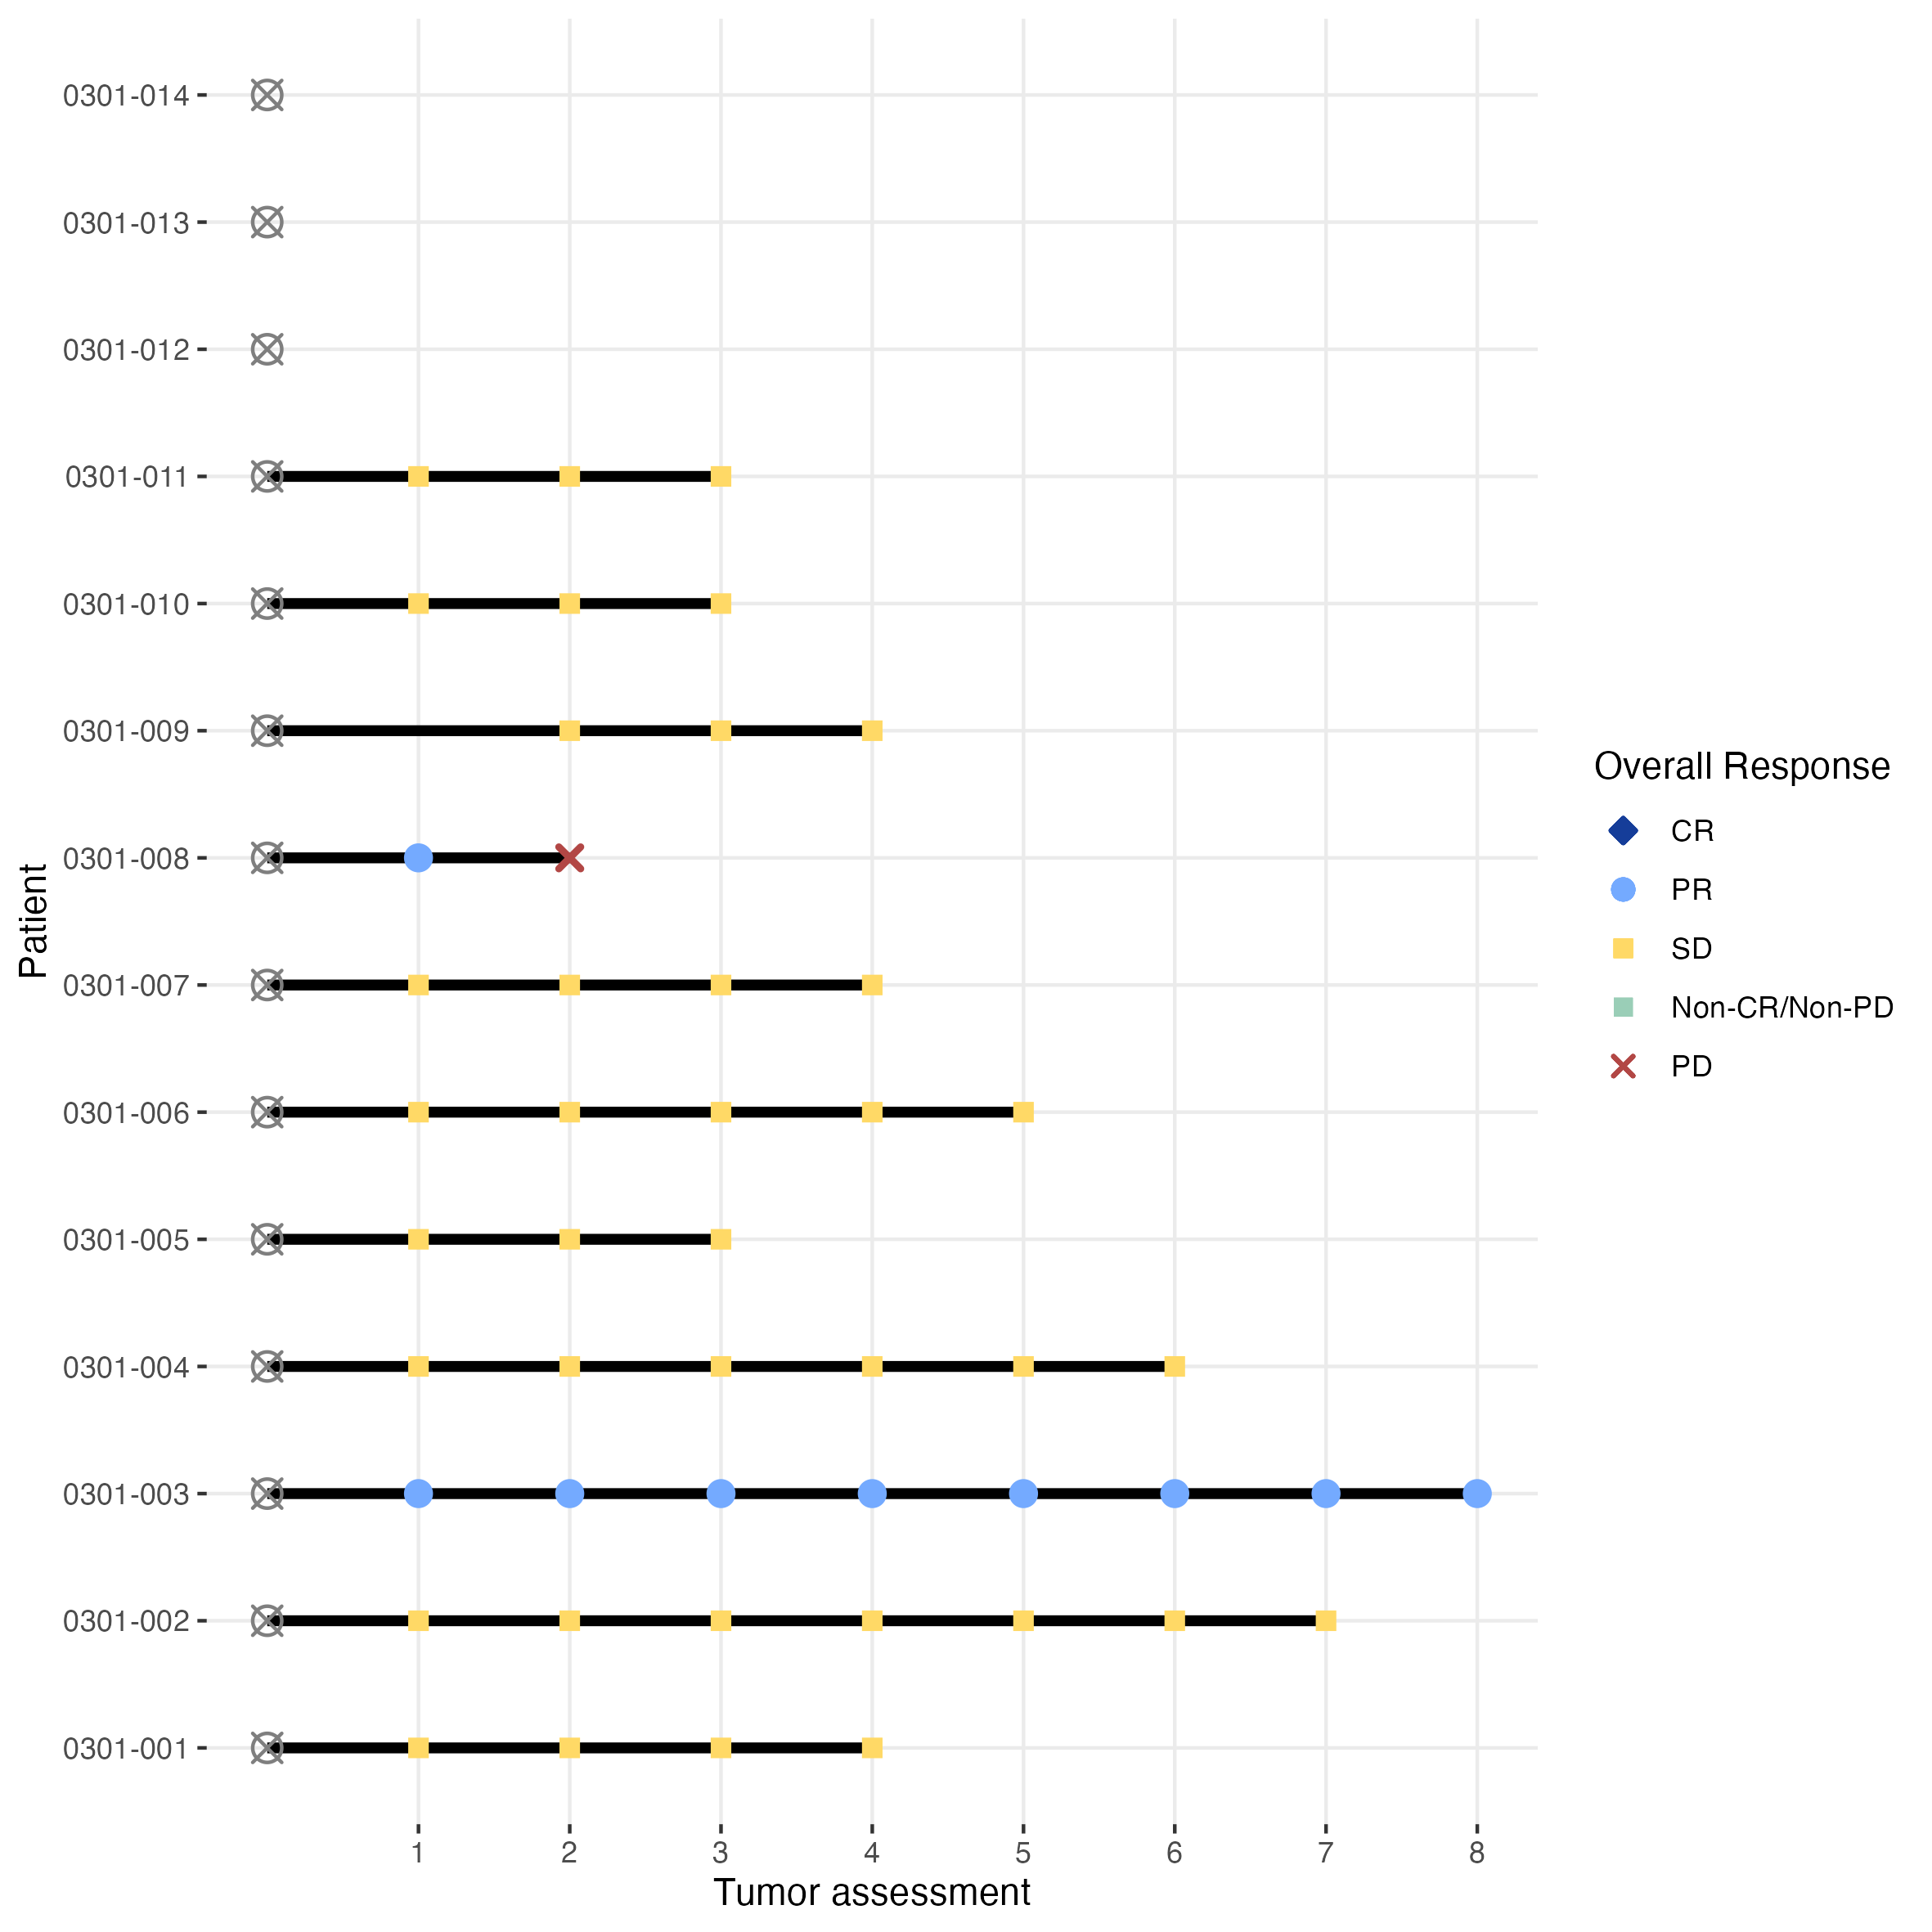 0301-014
0301-013
0301-012
0301-011
0301-010
0301-009
0301-008
0301-007
0301-006
0301-005
0301-004
0301-003
0301-002
0301-001
Patient
1 2 3 4 5 6 7 8
Tumor assessment
Overall Response
CR
PR
SD
Non-CR/Non-PD
PD